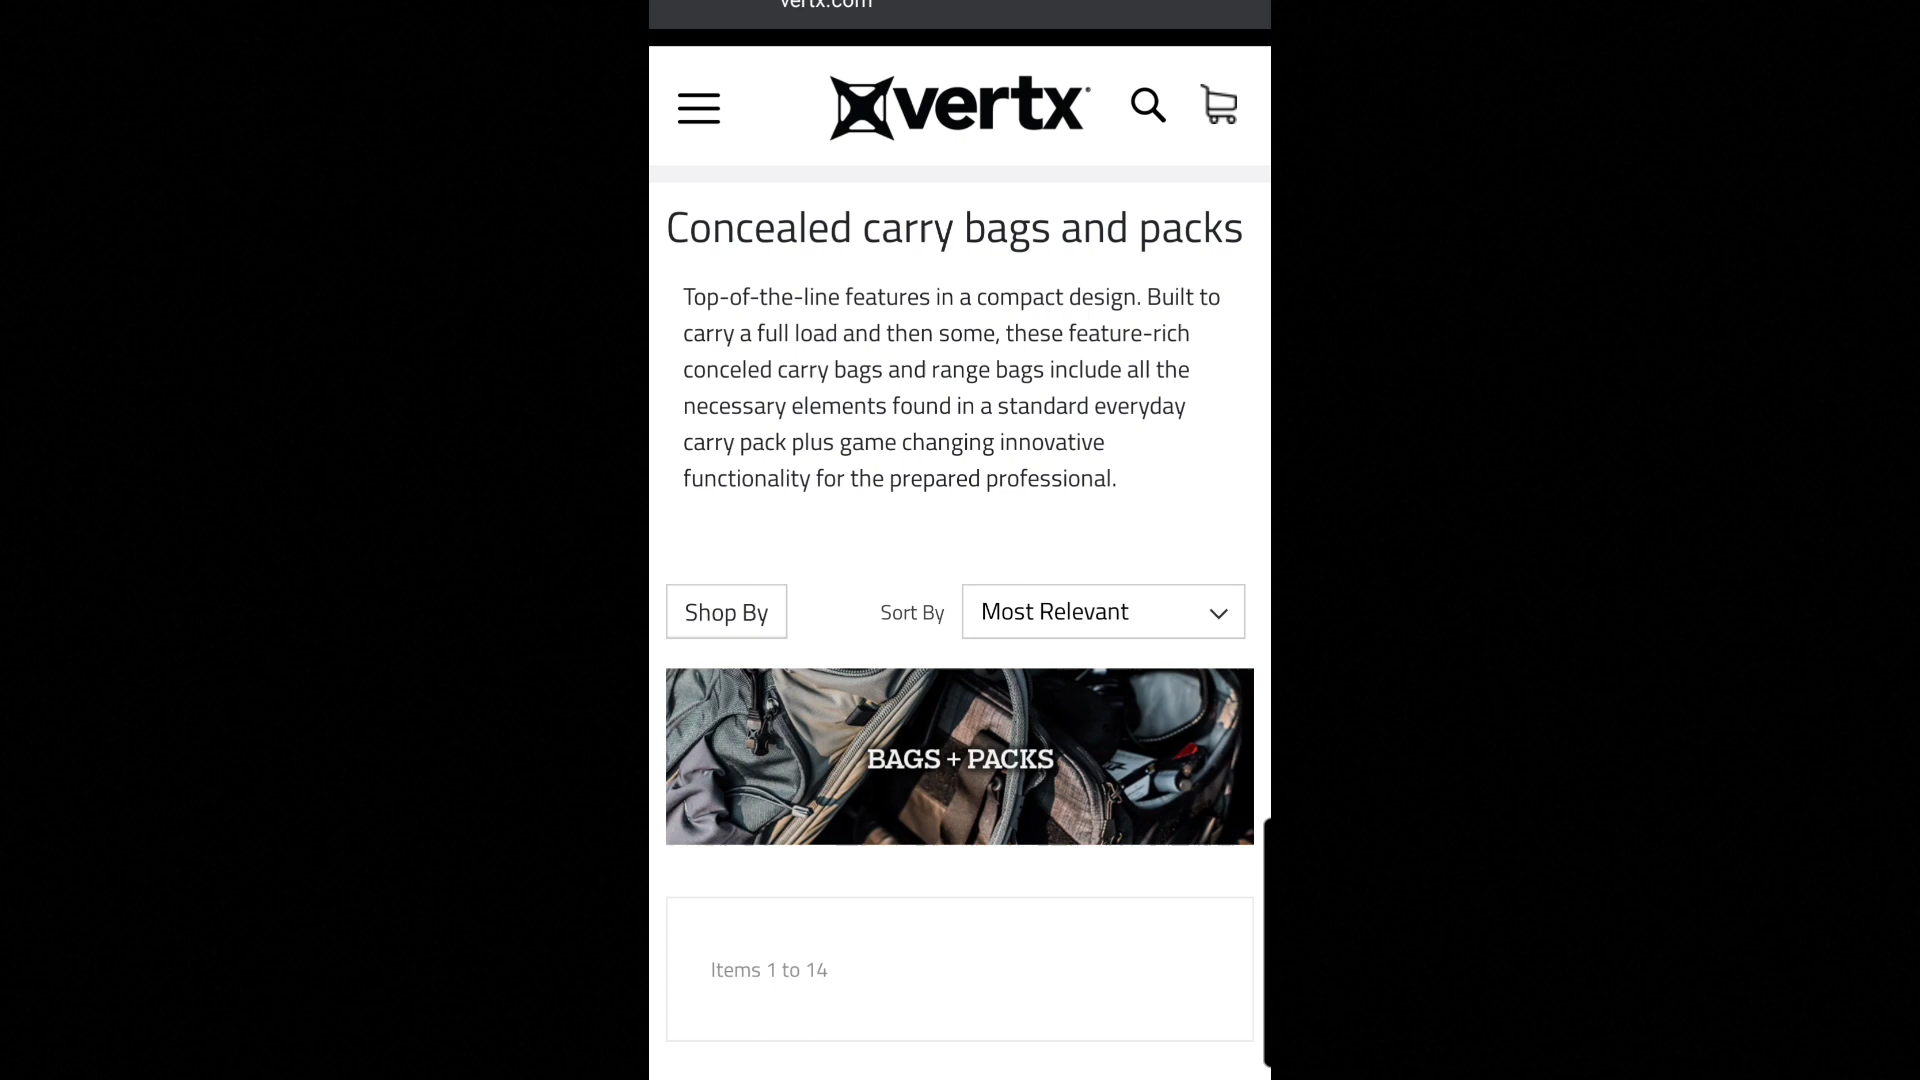 vertx.com
vertx
Concealed carry bags and packs
Top-of-the-line features in a compact design. Built to
carry a full load and then some, these feature-rich
conceled carry bags and range bags include all the
necessary elements found in a standard everyday
carry pack plus game changing innovative
functionality for the prepared professional.
Shop By
Sort By
Most Relevant
BAGS + PACKS
Items 1 to 14